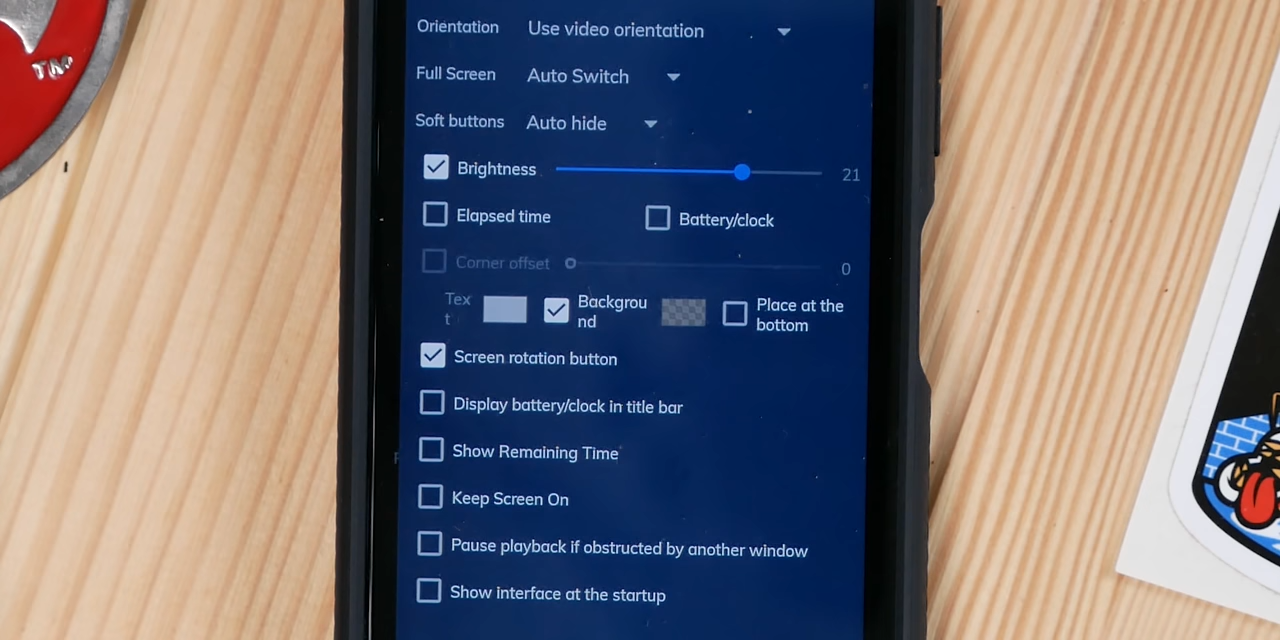 TM
Orientation Use video orientation
Full Screen Auto Switch
Soft buttons Auto hide
Brightness 21
Elapsed time Battery/clock
Corner offset 0
Tex
t
Backgrou
nd
Place at the
bottom
Screen rotation button
Display battery/clock in title bar
Show Remaining Time
Keep Screen On
Pause playback if obstructed by another window
Show interface at the startup